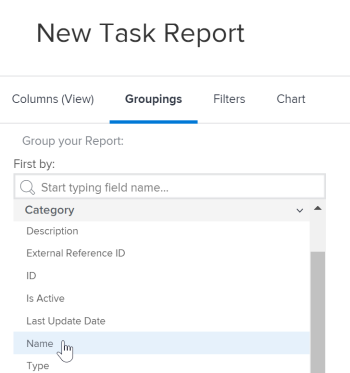 New Task Report
Columns (View) Groupings Filters Chart
Group your Report:
First by:
Start typing field name...
Category
Description
External Reference ID
ID
Is Active
Last Update Date
Name
Type